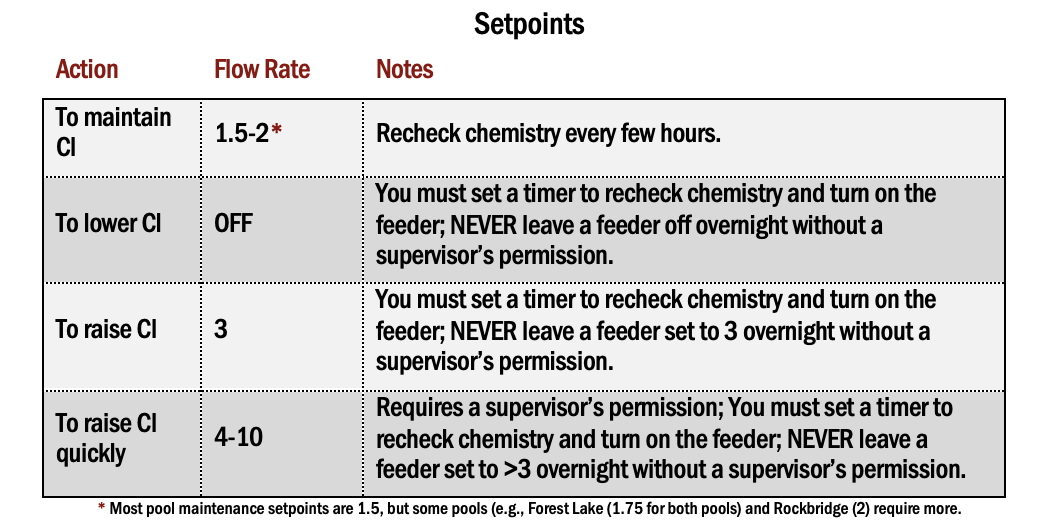 Setpoints
Action Flow Rate Notes
To maintain
Cl
1.5-2*
Recheck chemistry every few hours.
To lower Cl
OFF
You must set a timer to recheck chemistry and turn on the
feeder; NEVER leave a feeder off overnight without a
supervisor's permission.
To raise Cl
3
You must set a timer to recheck chemistry and turn on the
feeder; NEVER leave a feeder set to 3 overnight without a
supervisor's permission.
To raise Cl
quickly
4-10
Requires a supervisor's permission; You must set a timer to
recheck chemistry and turn on the feeder; NEVER leave a
feeder set to >3 overnight without a supervisor's permission.
* Most pool maintenance setpoints are 1.5, but some pools (e.g., Forest Lake (1.75 for both pools) and Rockbridge (2) require more.